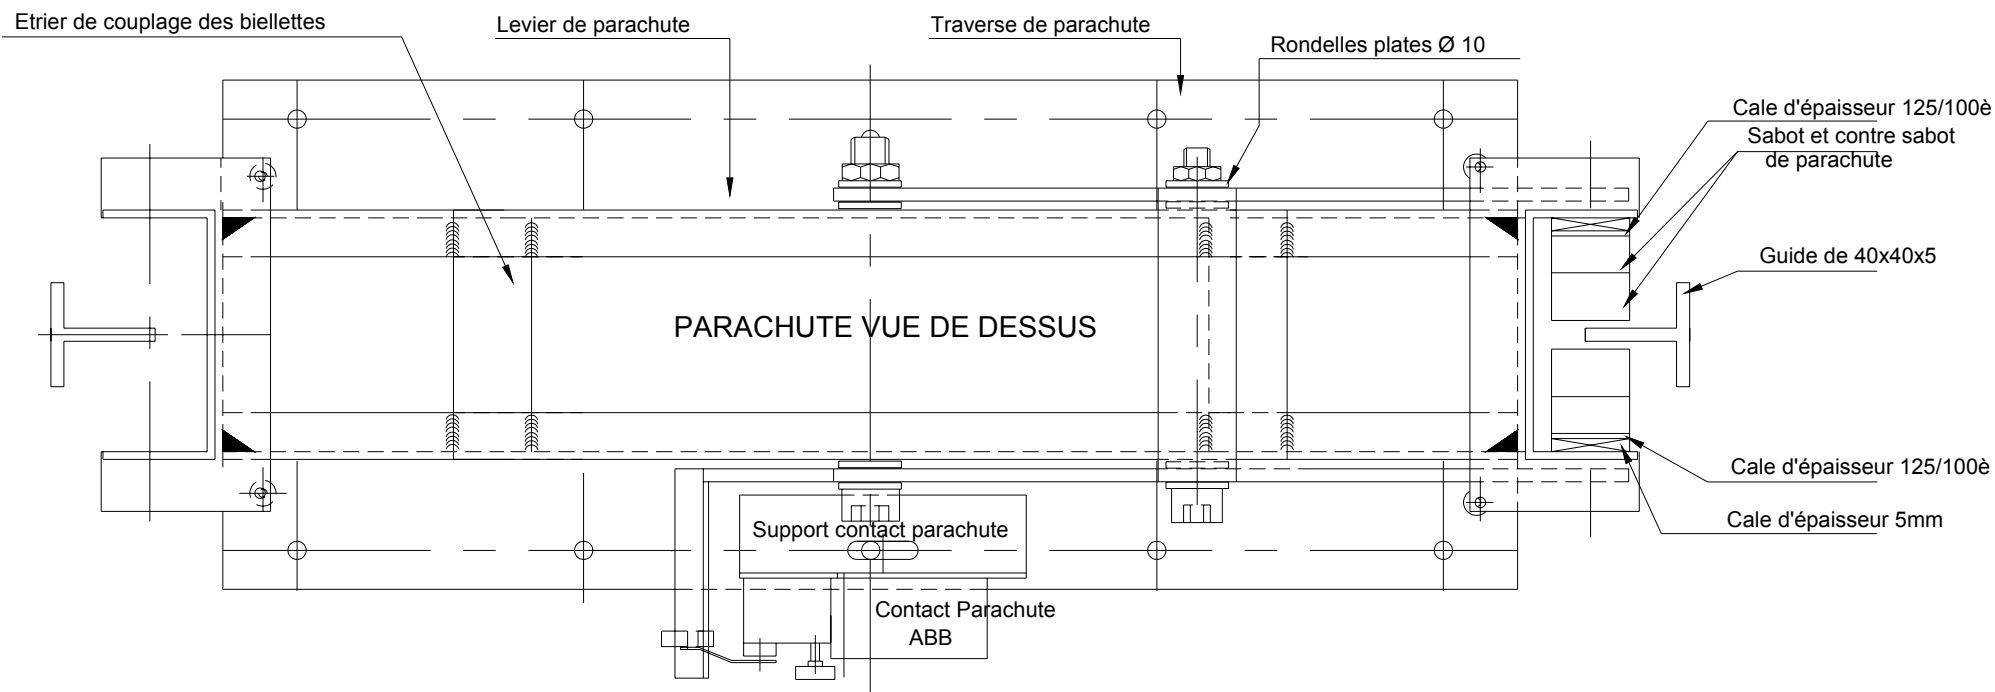 Etrier de couplage des biellettes
Levier de parachute
Traverse de parachute
Rondelles plates Ø 10
Cale d'épaisseur 125/100è
Sabot et contre sabot
de parachute
Guide de 40x40x5
PARACHUTE VUE DE DESSUS
Cale d'épaisseur 125/100è
Cale d'épaisseur 5mm
Support contact parachute
Contact Parachute
ABB